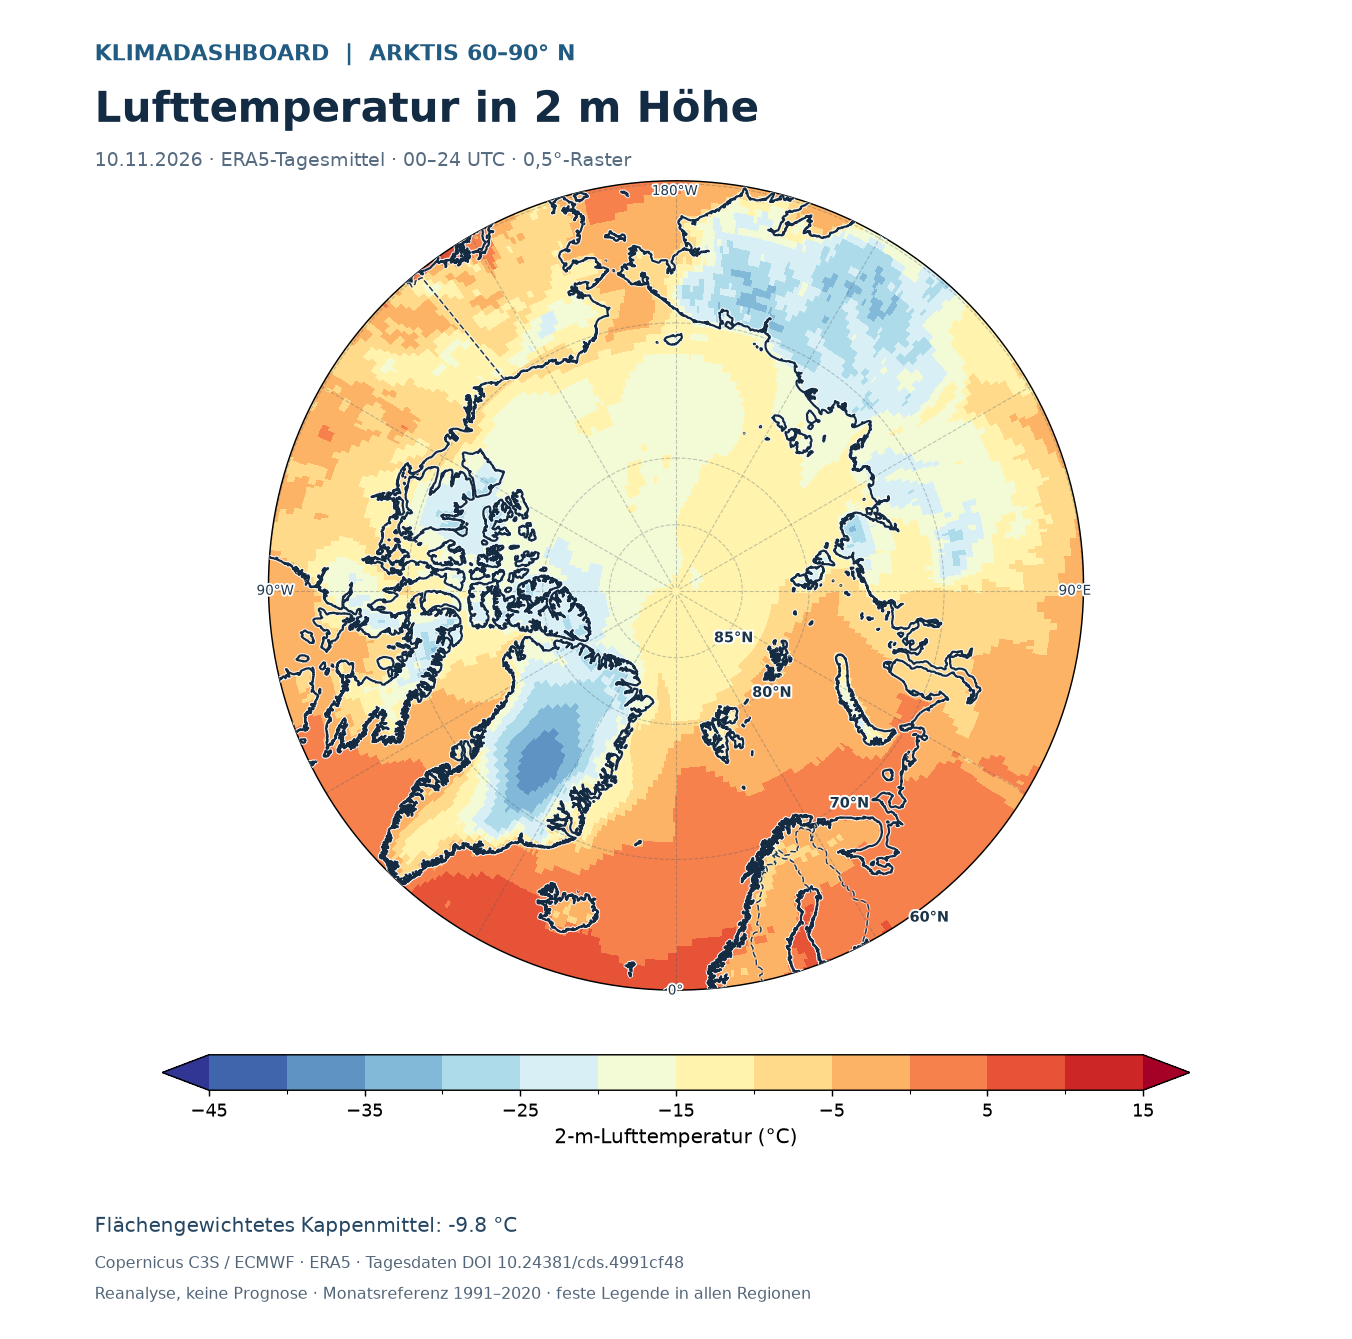 KLIMADASHBOARD | ARKTIS 60–90° N
Lufttemperatur in 2 m Höhe
10.11.2026 · ERA5-Tagesmittel · 00–24 UTC · 0,5°-Raster
180°W
90°W
90°E
85°N
80°N
70°N
60°N
0°
−45 −35 −25 −15 −5 5 15
2-m-Lufttemperatur (°C)
Flächengewichtetes Kappenmittel: -9.8 °C
Copernicus C3S / ECMWF · ERA5 · Tagesdaten DOI 10.24381/cds.4991cf48
Reanalyse, keine Prognose · Monatsreferenz 1991–2020 · feste Legende in allen Regionen